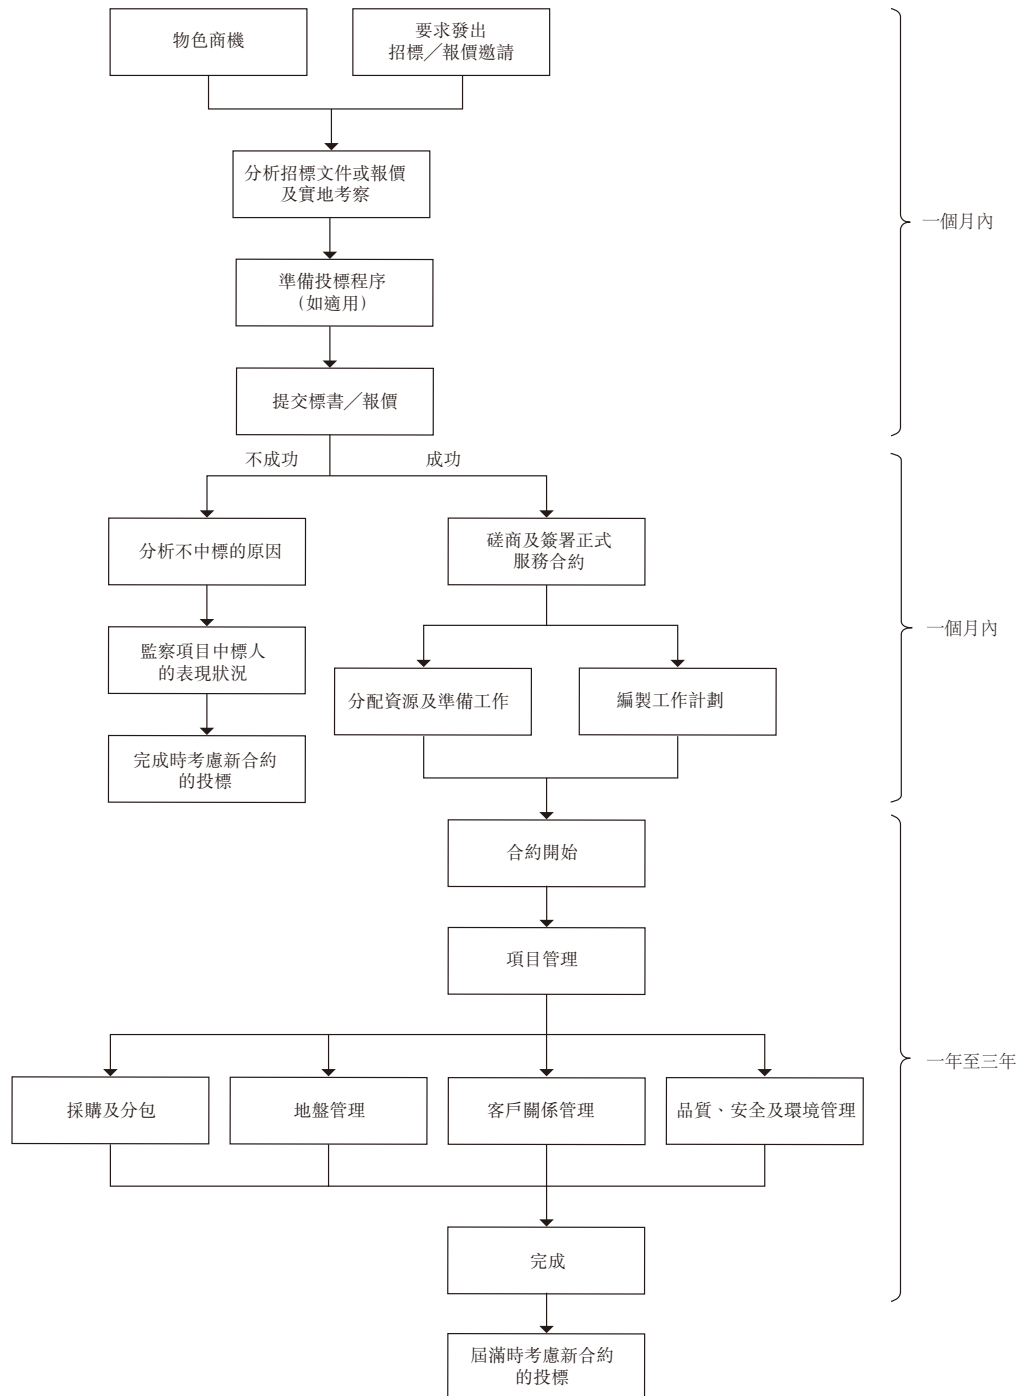 物色商機
要求發出
招標／報價邀請
分析招標文件或報價
及實地考察
一個月內
準備投標程序
（如適用）
提交標書／報價
不成功
成功
分析不中標的原因
磋商及簽署正式
服務合約
監察項目中標人
的表現狀況
一個月內
分配資源及準備工作
編製工作計劃
完成時考慮新合約
的投標
合約開始
項目管理
一年至三年
採購及分包
地盤管理
客戶關係管理
品質、安全及環境管理
完成
屆滿時考慮新合約
的投標